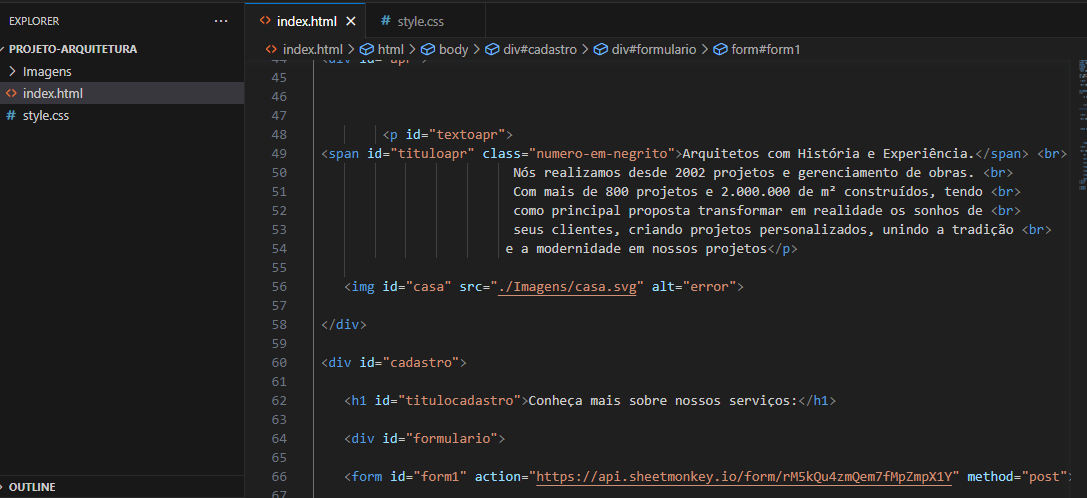 EXPLORER
···
index.html
# style.css
PROJETO-ARQUITETURA
Imagens
index.html
# style.css
OUTLINE
index.html > html > body > div#cadastro > div#formulario > form#form1
44 <div id="apr">
45
46
47
48 <p id="textoapr">
49 <span id="tituloapr" class="numero-em-negrito">Arquitetos com História e Experiência.</span> <br>
50 Nós realizamos desde 2002 projetos e gerenciamento de obras. <br>
51 Com mais de 800 projetos e 2.000.000 de m² construídos, tendo <br>
52 como principal proposta transformar em realidade os sonhos de <br>
53 seus clientes, criando projetos personalizados, unindo a tradição <br>
54 e a modernidade em nossos projetos</p>
55
56 <img id="casa" src="./Imagens/casa.svg" alt="error">
57
58 </div>
59
60 <div id="cadastro">
61
62 <h1 id="titulocadastro">Conheça mais sobre nossos serviços:</h1>
63
64 <div id="formulario">
65
66 <form id="form1" action="https://api.sheetmonkey.io/form/rM5kQu4zmQem7fMpZmpX1Y" method="post">
67